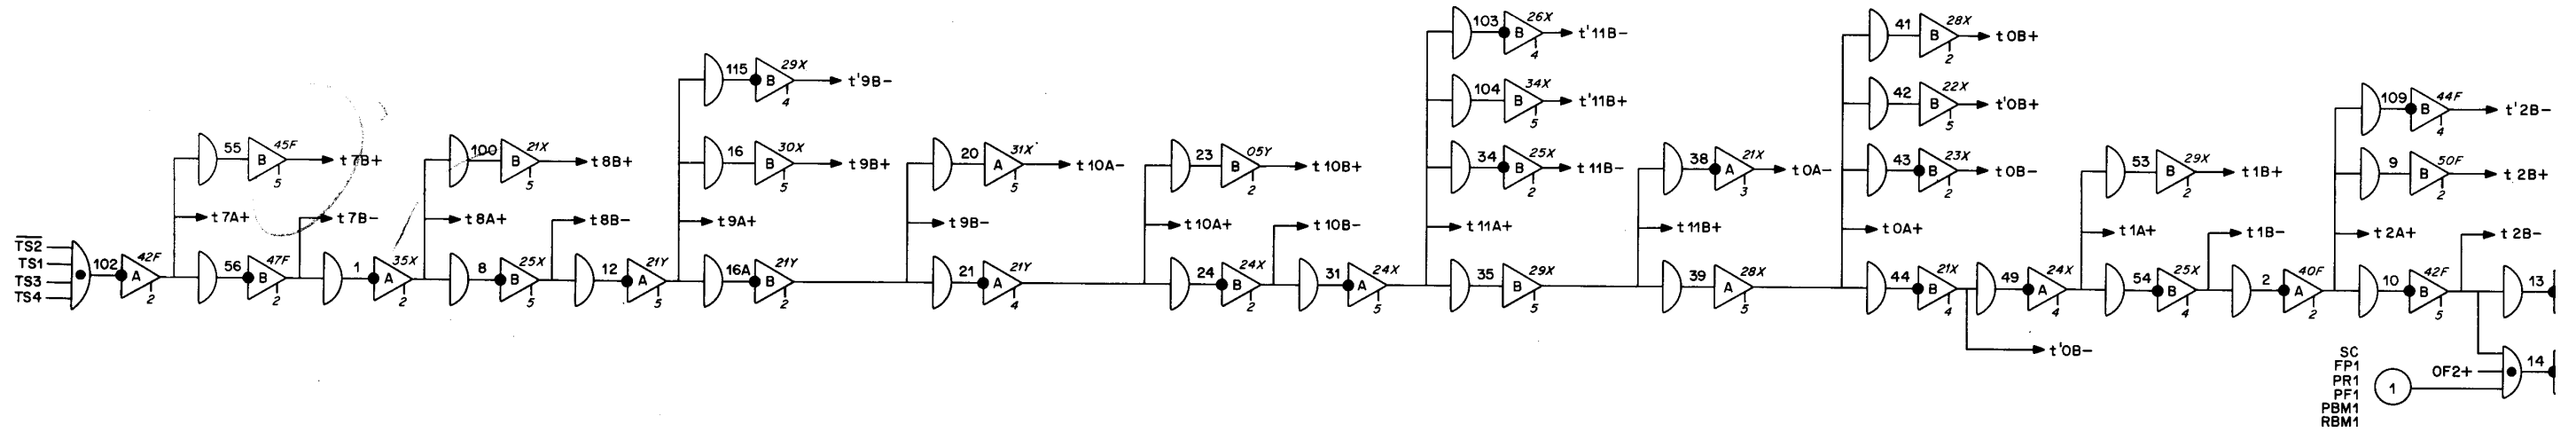 103 B 26X 4 t'11B-
41 B 28X 2 t0B+
115 B 29X 4 t'9B-
104 B 34X 5 t'11B+
42 B 22X 5 t'0B+
109 B 44F 4 t'2B-
55 B 45F 5 t7B+
100 B 21X 5 t8B+
16 B 30X 5 t9B+
20 A 31X 5 t10A-
23 B 05Y 2 t10B+
34 B 25X 2 t11B-
38 A 21X 3 t0A-
43 B 23X 2 t0B-
53 B 29X 5 t1B+
9 B 50F 2 t2B+
t7A+ t7B- t8A+ t8B- t9A+ t9B- t10A+ t10B- t11A+ t11B+ t0A+ t1A+ t1B- t2A+ t2B-
TS2
TS1
TS3
TS4
102 A 42F 2
56 B 47F 2
1 A 35X 2
8 B 25X 5
12 A 21Y 5
16A B 21Y 2
21 A 21Y 4
24 B 24X 2
31 A 24X 5
35 B 29X 5
39 A 28X 5
44 B 21X 4
49 A 24X 4
54 B 25X 4
2 A 40F 2
10 B 42F 5
13
t'0B-
SC
FP1
PR1
PF1
PBM1
RBM1
1
OF2+
14